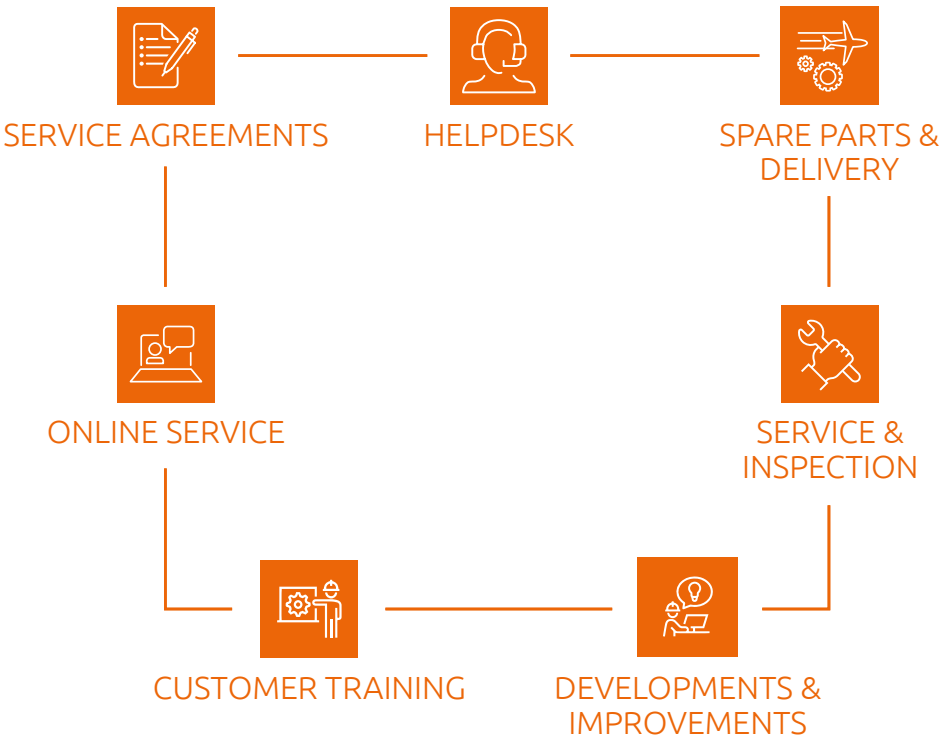 SERVICE AGREEMENTS
HELPDESK
SPARE PARTS &
DELIVERY
ONLINE SERVICE
SERVICE &
INSPECTION
CUSTOMER TRAINING
DEVELOPMENTS &
IMPROVEMENTS